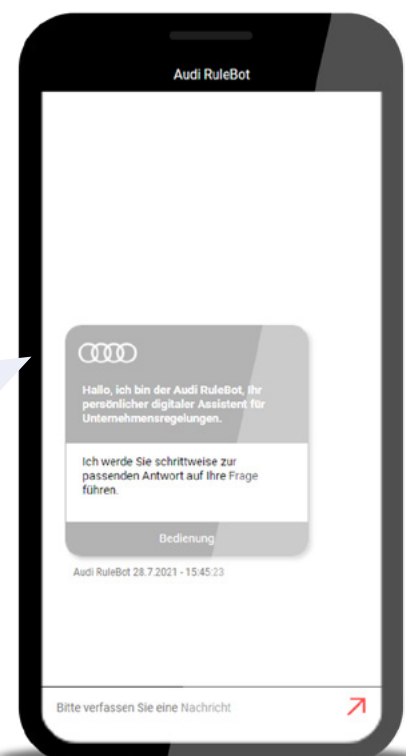 Audi RuleBot
Hallo, ich bin der Audi RuleBot, Ihr
persönlicher digitaler Assistent für
Unternehmensregelungen.
Ich werde Sie schrittweise zur
passenden Antwort auf Ihre Frage
führen.
Bedienung
Audi RuleBot 28.7.2021 - 15:45:23
Bitte verfassen Sie eine Nachricht